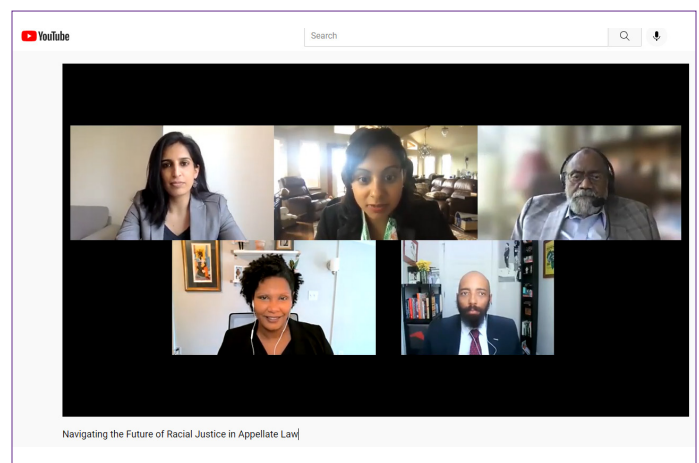 YouTube
Search
Navigating the Future of Racial Justice in Appellate Law